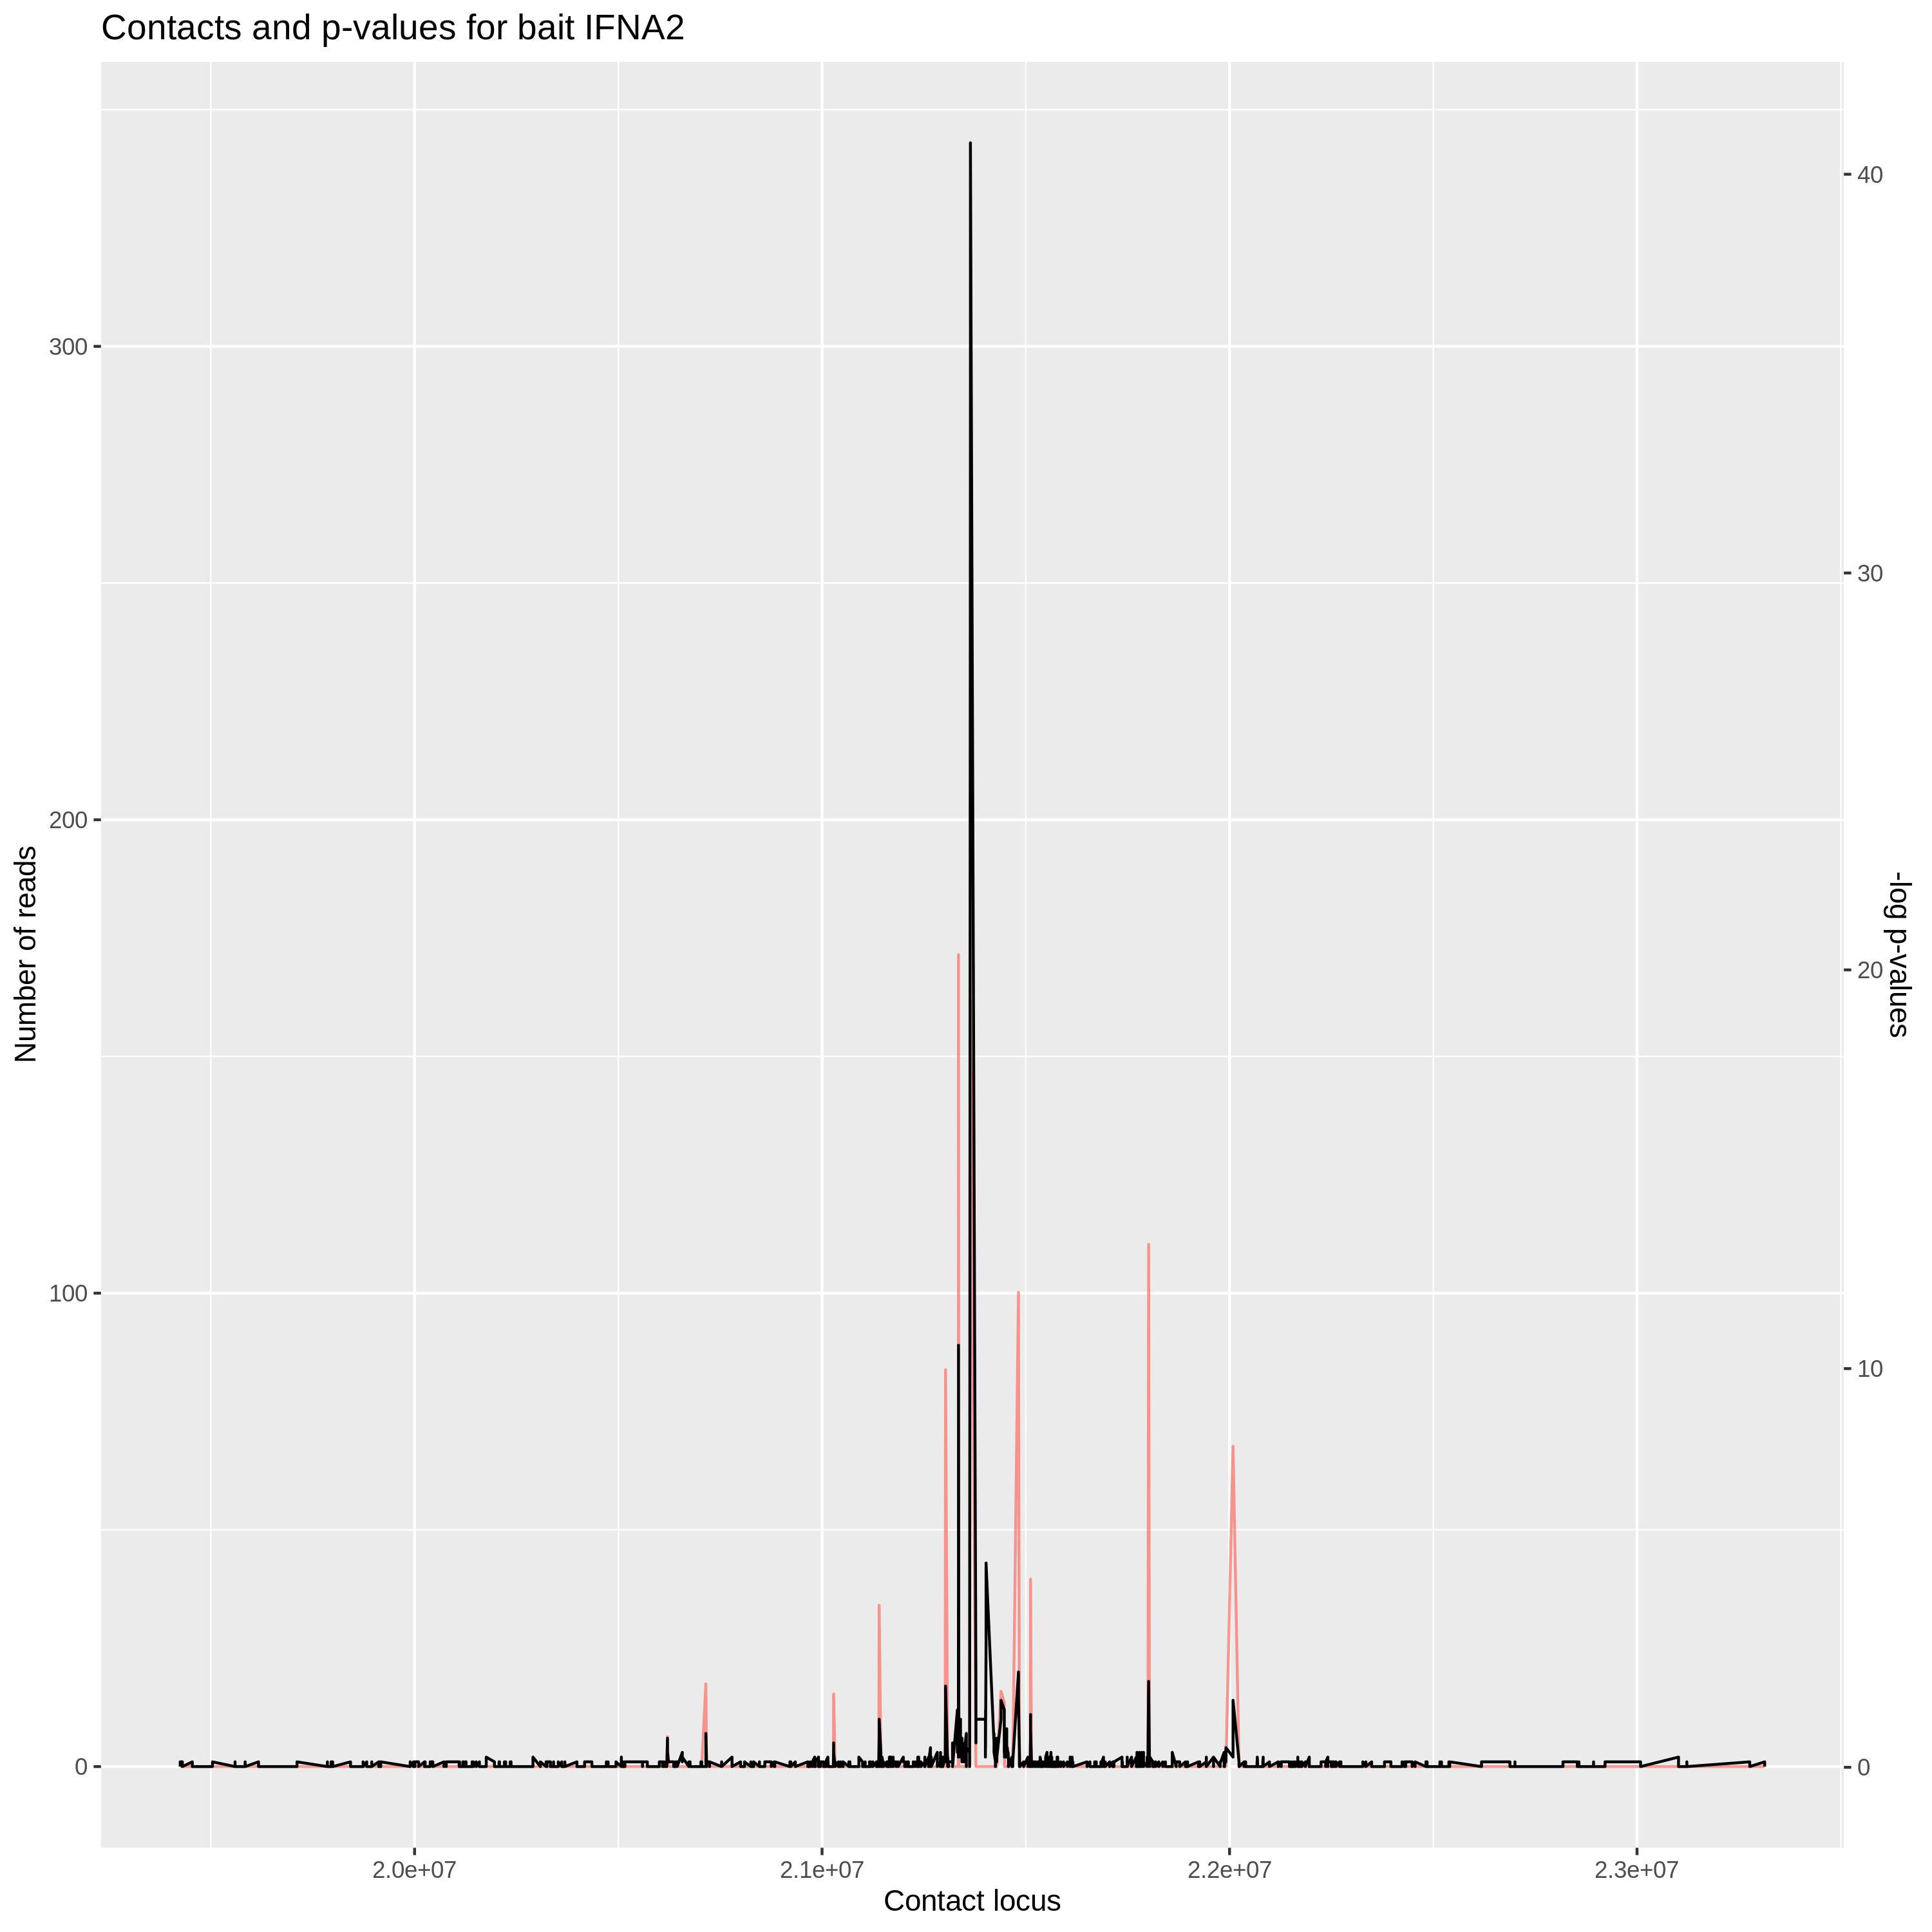 Contacts and p-values for bait IFNA2
Number of reads
300
200
100
0
40
30
20
10
0
-log p-values
2.0e+07
2.1e+07
2.2e+07
2.3e+07
Contact locus